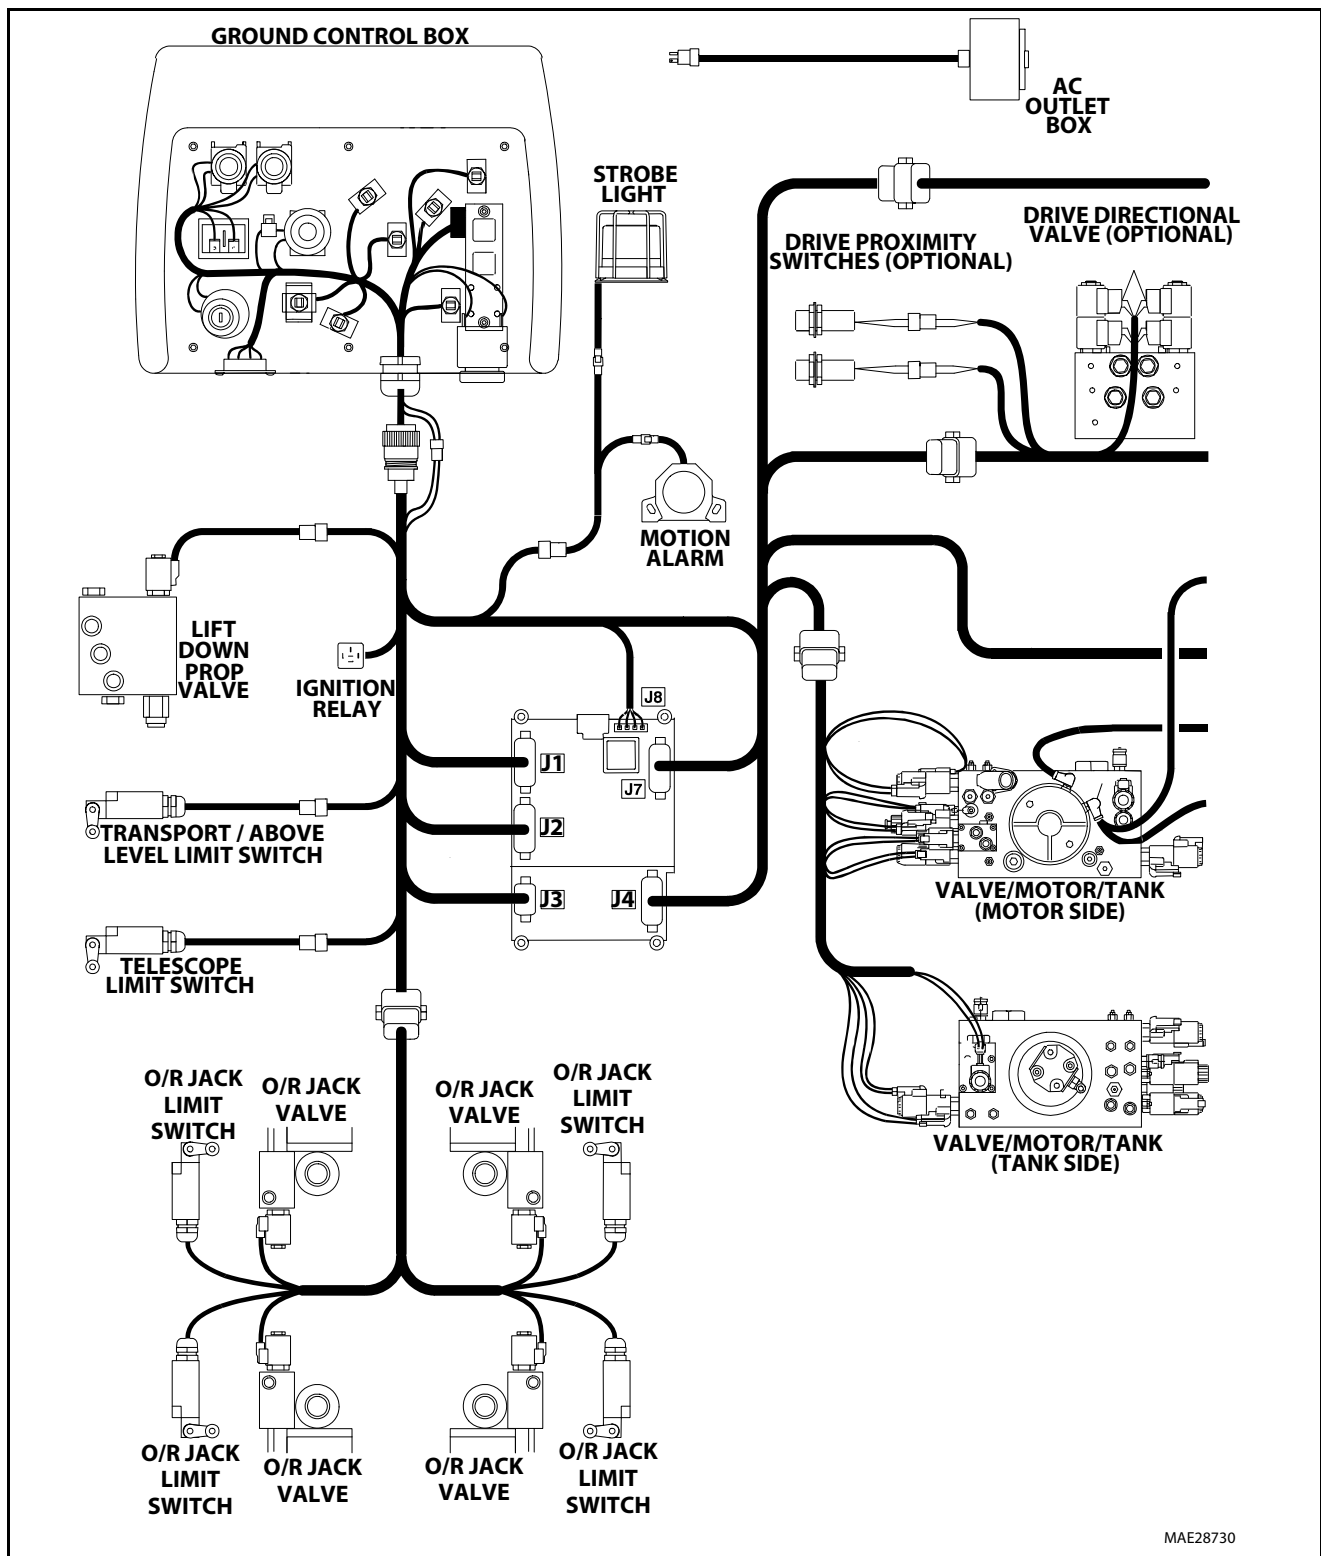 GROUND CONTROL BOX
AC
OUTLET
BOX
STROBE
LIGHT
DRIVE PROXIMITY
SWITCHES (OPTIONAL)
DRIVE DIRECTIONAL
VALVE (OPTIONAL)
MOTION
ALARM
LIFT
DOWN
PROP
VALVE
IGNITION
RELAY
J8
J1
J7
J2
J3
J4
TRANSPORT / ABOVE
LEVEL LIMIT SWITCH
TELESCOPE
LIMIT SWITCH
VALVE/MOTOR/TANK
(MOTOR SIDE)
VALVE/MOTOR/TANK
(TANK SIDE)
O/R JACK
LIMIT
SWITCH
O/R JACK
VALVE
O/R JACK
VALVE
O/R JACK
LIMIT
SWITCH
O/R JACK
LIMIT
SWITCH
O/R JACK
VALVE
O/R JACK
VALVE
O/R JACK
LIMIT
SWITCH
MAE28730